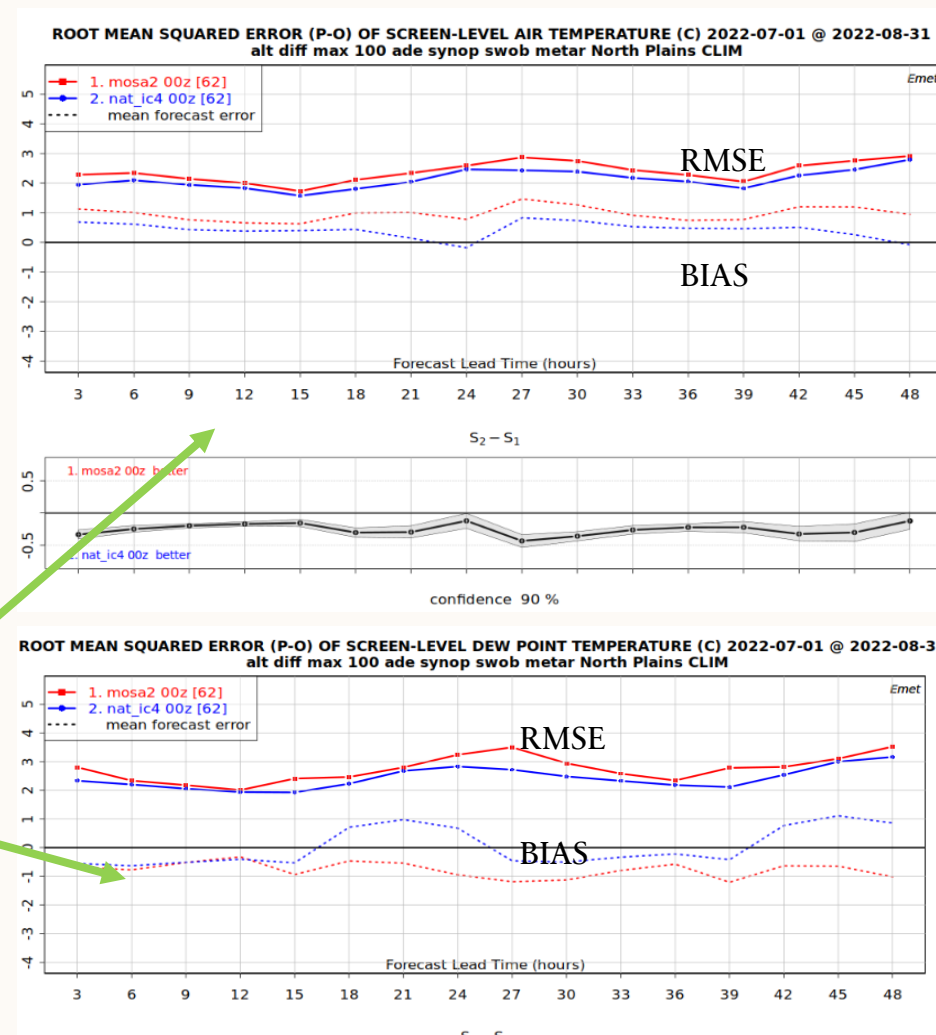 ROOT MEAN SQUARED ERROR (P-O) OF SCREEN-LEVEL AIR TEMPERATURE (C) 2022-07-01 @ 2022-08-31
alt diff max 100 ade synop swob metar North Plains CLIM
Emet
1. mosa2 00z [62]
2. nat_ic4 00z [62]
mean forecast error
RMSE
BIAS
5
4
3
2
1
0
-1
-2
-3
-4
Forecast Lead Time (hours)
3 6 9 12 15 18 21 24 27 30 33 36 39 42 45 48
S₂ – S₁
1. mosa2 00z better
0.5
-0.5
nat_ic4 00z better
confidence 90 %
ROOT MEAN SQUARED ERROR (P-O) OF SCREEN-LEVEL DEW POINT TEMPERATURE (C) 2022-07-01 @ 2022-08-3
alt diff max 100 ade synop swob metar North Plains CLIM
Emet
1. mosa2 00z [62]
2. nat_ic4 00z [62]
mean forecast error
RMSE
BIAS
5
4
3
2
1
0
-1
-2
-3
-4
Forecast Lead Time (hours)
3 6 9 12 15 18 21 24 27 30 33 36 39 42 45 48